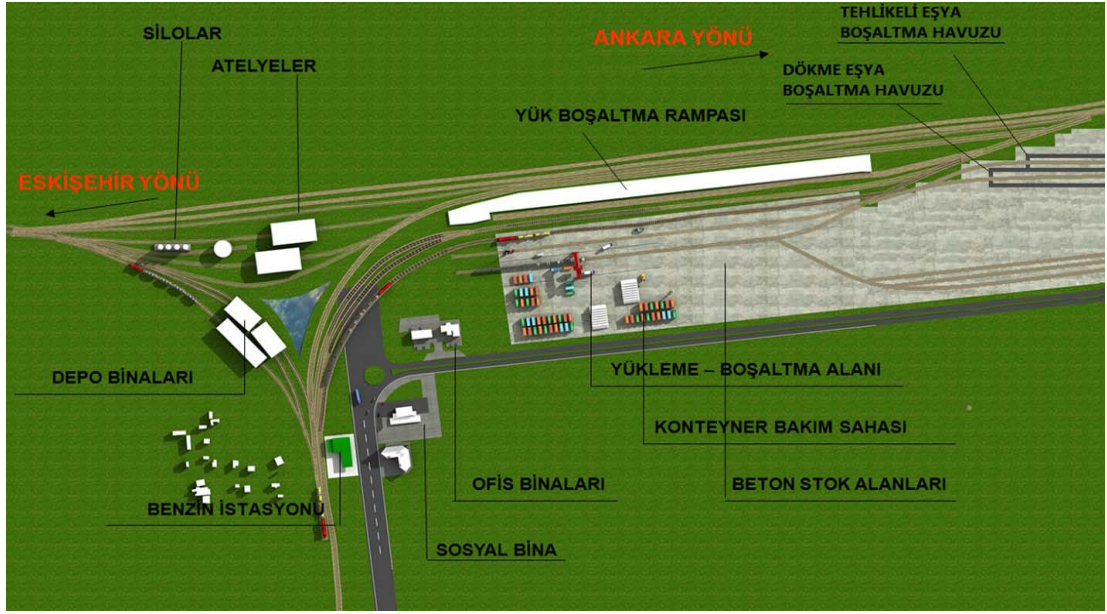 SİLOLAR
ATELYELER
ANKARA YÖNÜ
TEHLİKELİ EŞYA
BOŞALTMA HAVUZU
DÖKME EŞYA
BOŞALTMA HAVUZU
YÜK BOŞALTMA RAMPASI
ESKİŞEHİR YÖNÜ
DEPO BİNALARI
YÜKLEME – BOŞALTMA ALANI
KONTEYNER BAKIM SAHASI
OFİS BİNALARI
BETON STOK ALANLARI
BENZİN İSTASYONÜ
SOSYAL BİNA